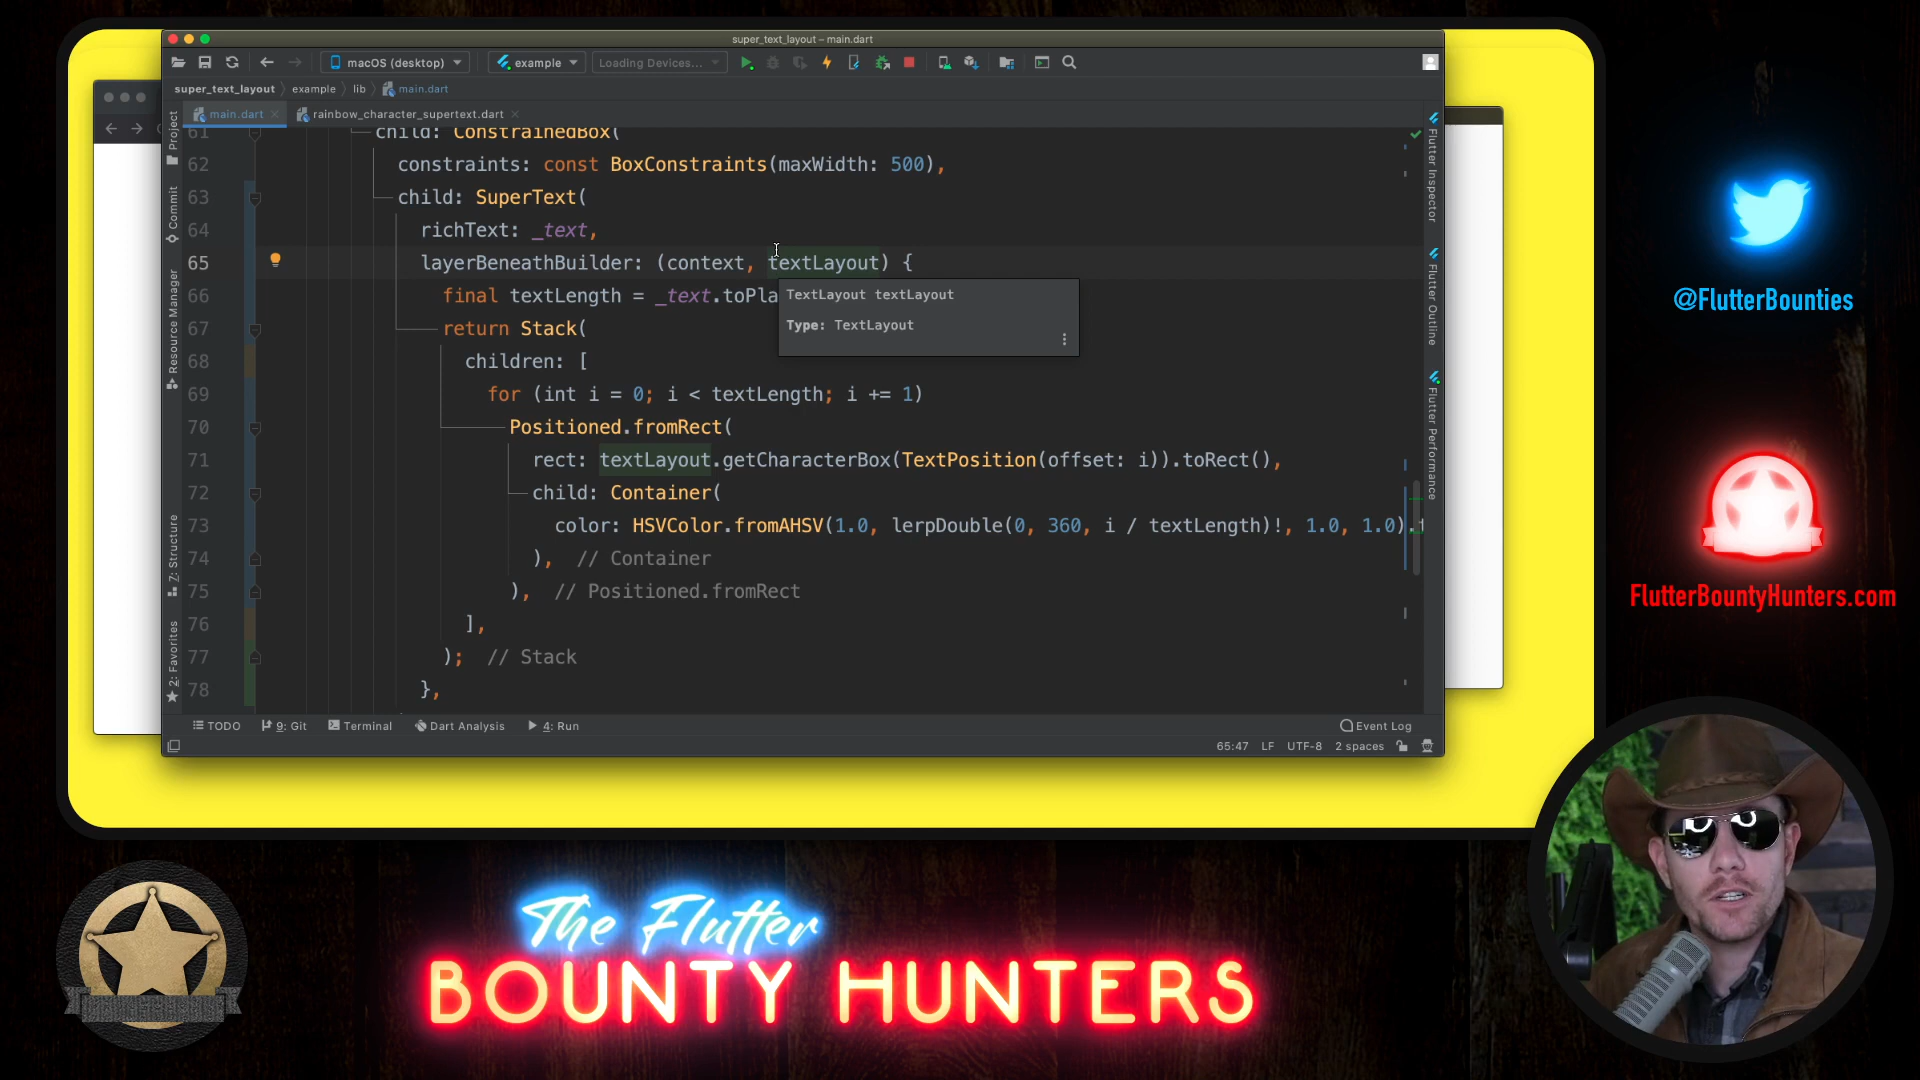 super_text_layout – main.dart
macOS (desktop)
example
Loading Devices...
super_text_layout
example
lib
main.dart
main.dart
rainbow_character_supertext.dart
61 child: ConstrainedBox(
62 constraints: const BoxConstraints(maxWidth: 500),
63 child: SuperText(
64 richText: _text,
65 layerBeneathBuilder: (context, textLayout) {
66 final textLength = _text.toPla
67 return Stack(
68 children: [
69 for (int i = 0; i < textLength; i += 1)
70 Positioned.fromRect(
71 rect: textLayout.getCharacterBox(TextPosition(offset: i)).toRect(),
72 child: Container(
73 color: HSVColor.fromAHSV(1.0, lerpDouble(0, 360, i / textLength)!, 1.0, 1.0).t
74 ), // Container
75 ), // Positioned.fromRect
76 ],
77 ); // Stack
78 },
TextLayout textLayout
Type: TextLayout
Project
Commit
Resource Manager
7: Structure
2: Favorites
Flutter Inspector
Flutter Outline
Flutter Performance
TODO
9: Git
Terminal
Dart Analysis
4: Run
Event Log
65:47
LF
UTF-8
2 spaces
@FlutterBounties
FlutterBountyHunters.com
The Flutter
BOUNTY HUNTERS